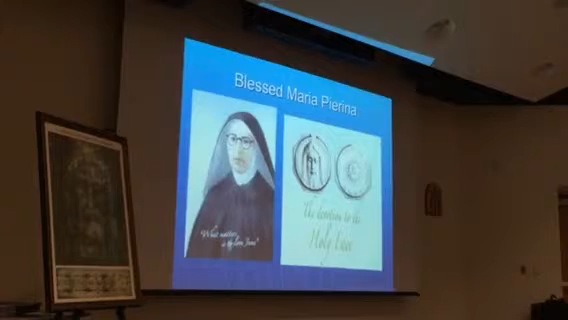 Blessed Maria Pierina
"What matters
is to love Jesus"
The devotion to the
Holy Face